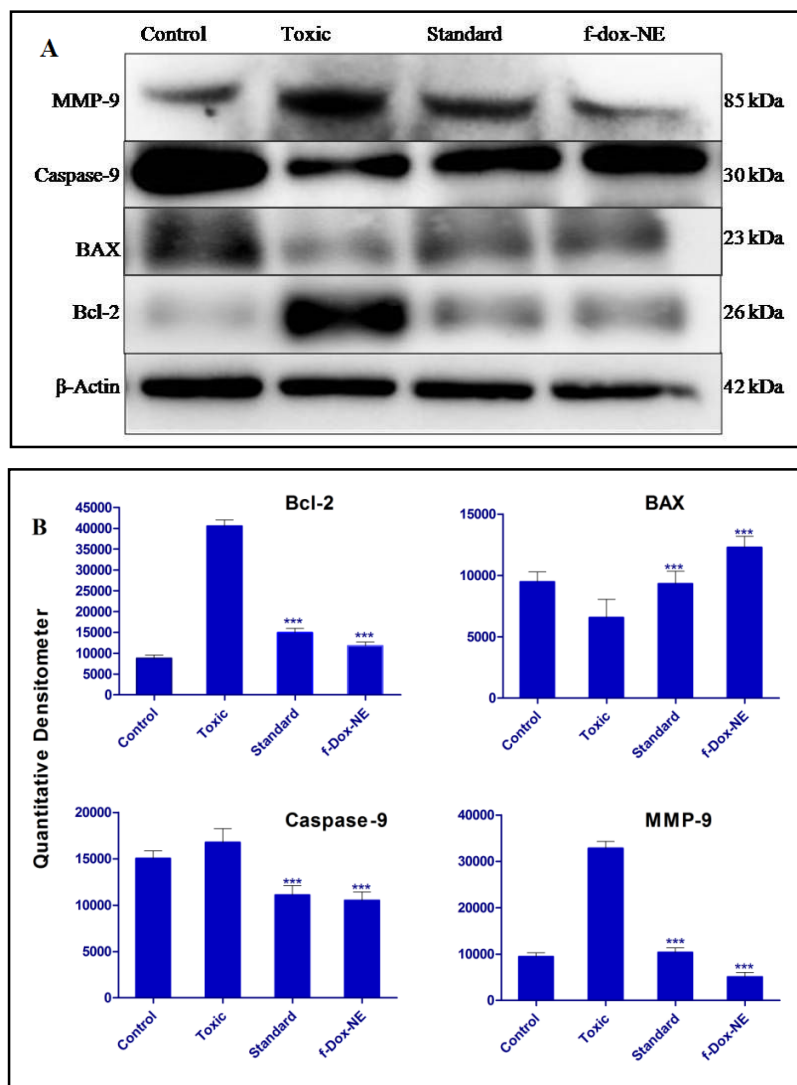 Control Toxic Standard f-dox-NE
A
MMP-9 85 kDa
Caspase-9 30 kDa
BAX 23 kDa
Bcl-2 26 kDa
β-Actin 42 kDa
B
Quantitative Densitometer
Bcl-2
45000
40000
35000
30000
25000
20000
15000
10000
5000
0
*** ***
Control Toxic Standard f-Dox-NE
BAX
15000
10000
5000
0
*** ***
Control Toxic Standard f-Dox-NE
Caspase-9
20000
15000
10000
5000
0
*** ***
Control Toxic Standard f-Dox-NE
MMP-9
40000
30000
20000
10000
0
*** ***
Control Toxic Standard f-Dox-NE